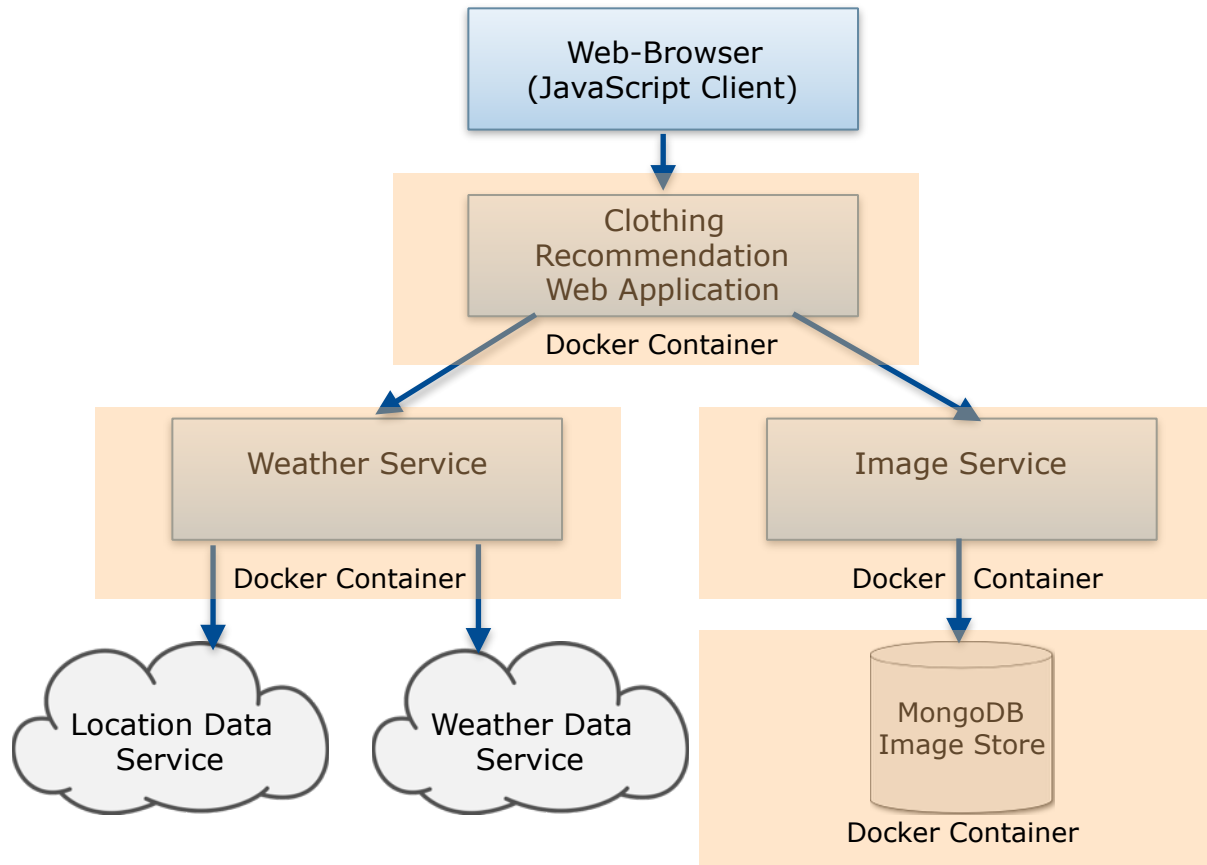 Web-Browser
(JavaScript Client)
Clothing
Recommendation
Web Application
Docker Container
Weather Service
Docker Container
Image Service
Docker Container
Location Data
Service
Weather Data
Service
MongoDB
Image Store
Docker Container